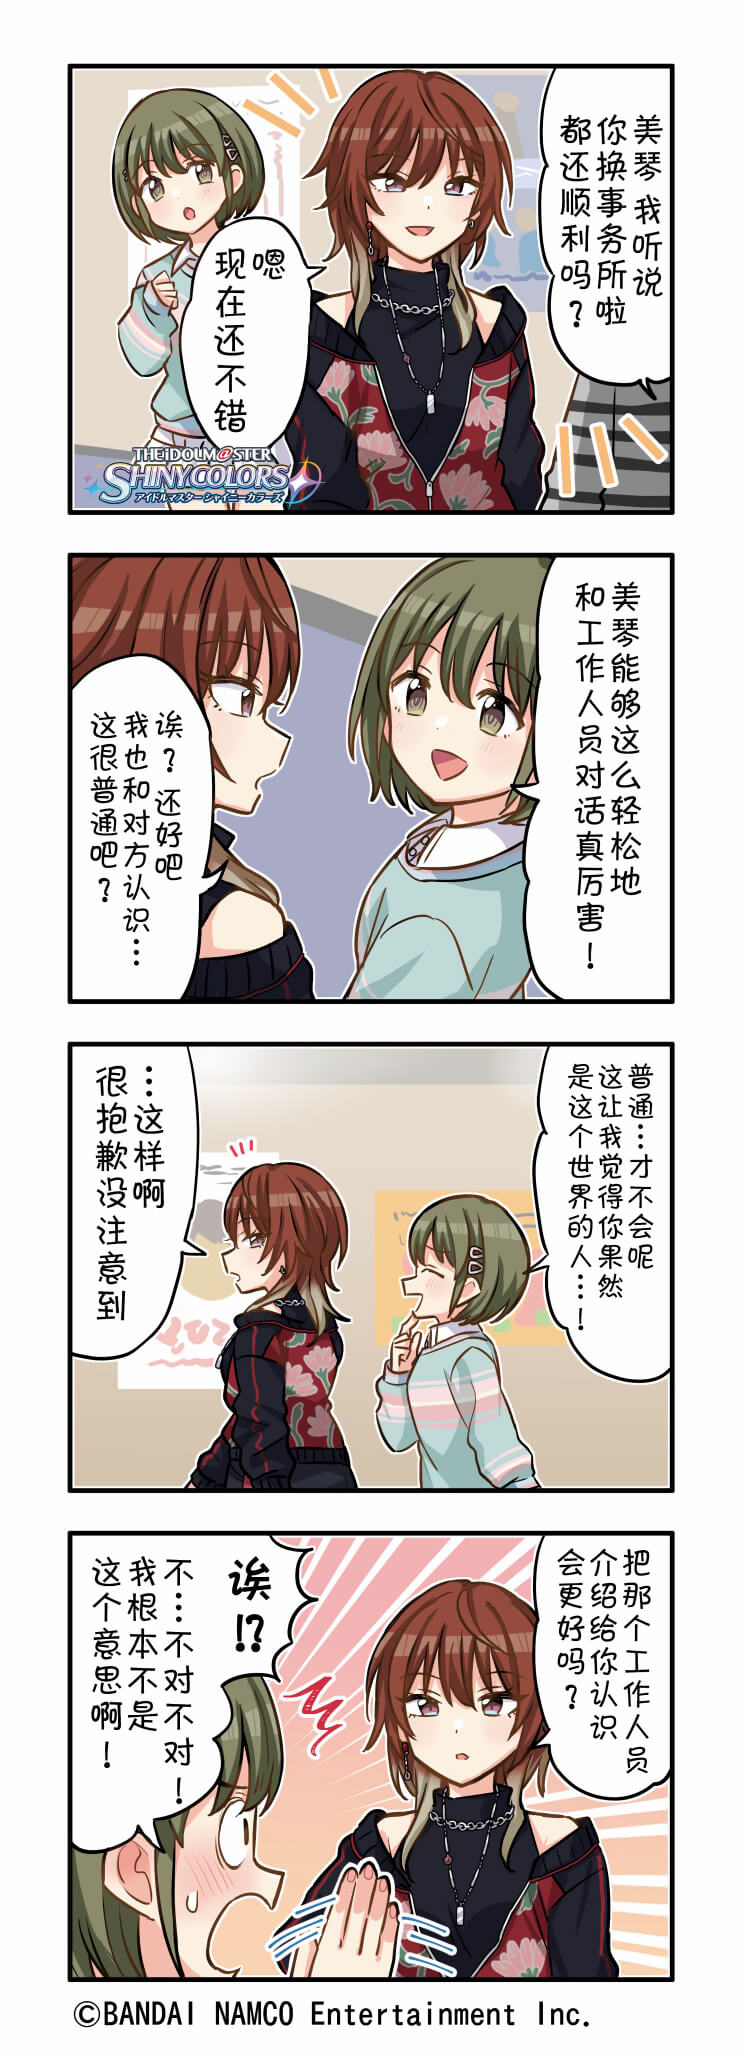 美琴 我听说
你换事务所啦
都还顺利吗？
嗯
现在还不错
THE iDOLM@STER
SHINY COLORS
アイドルマスター シャイニーカラーズ
美琴能够这么轻松地
和工作人员对话真厉害！
诶？还好吧
我也和对方认识…
这很普通吧？
普通…才不会呢
这让我觉得你果然
是这个世界的人…！
…这样啊
很抱歉没注意到
把那个工作人员
介绍给你认识
会更好吗？
诶!?
不…不对不对！
我根本不是
这个意思啊！
©BANDAI NAMCO Entertainment Inc.